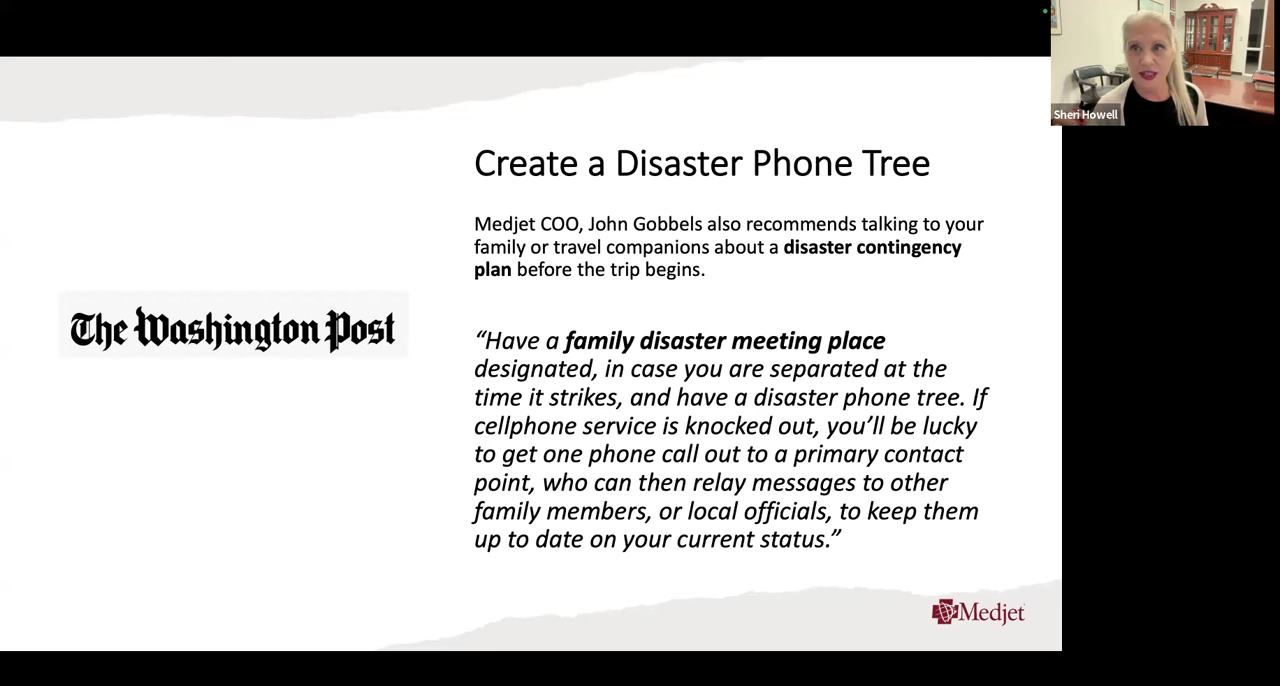 Sheri Howell
Create a Disaster Phone Tree
Medjet COO, John Gobbels also recommends talking to your
family or travel companions about a disaster contingency
plan before the trip begins.
The Washington Post
“Have a family disaster meeting place
designated, in case you are separated at the
time it strikes, and have a disaster phone tree. If
cellphone service is knocked out, you’ll be lucky
to get one phone call out to a primary contact
point, who can then relay messages to other
family members, or local officials, to keep them
up to date on your current status.”
Medjet